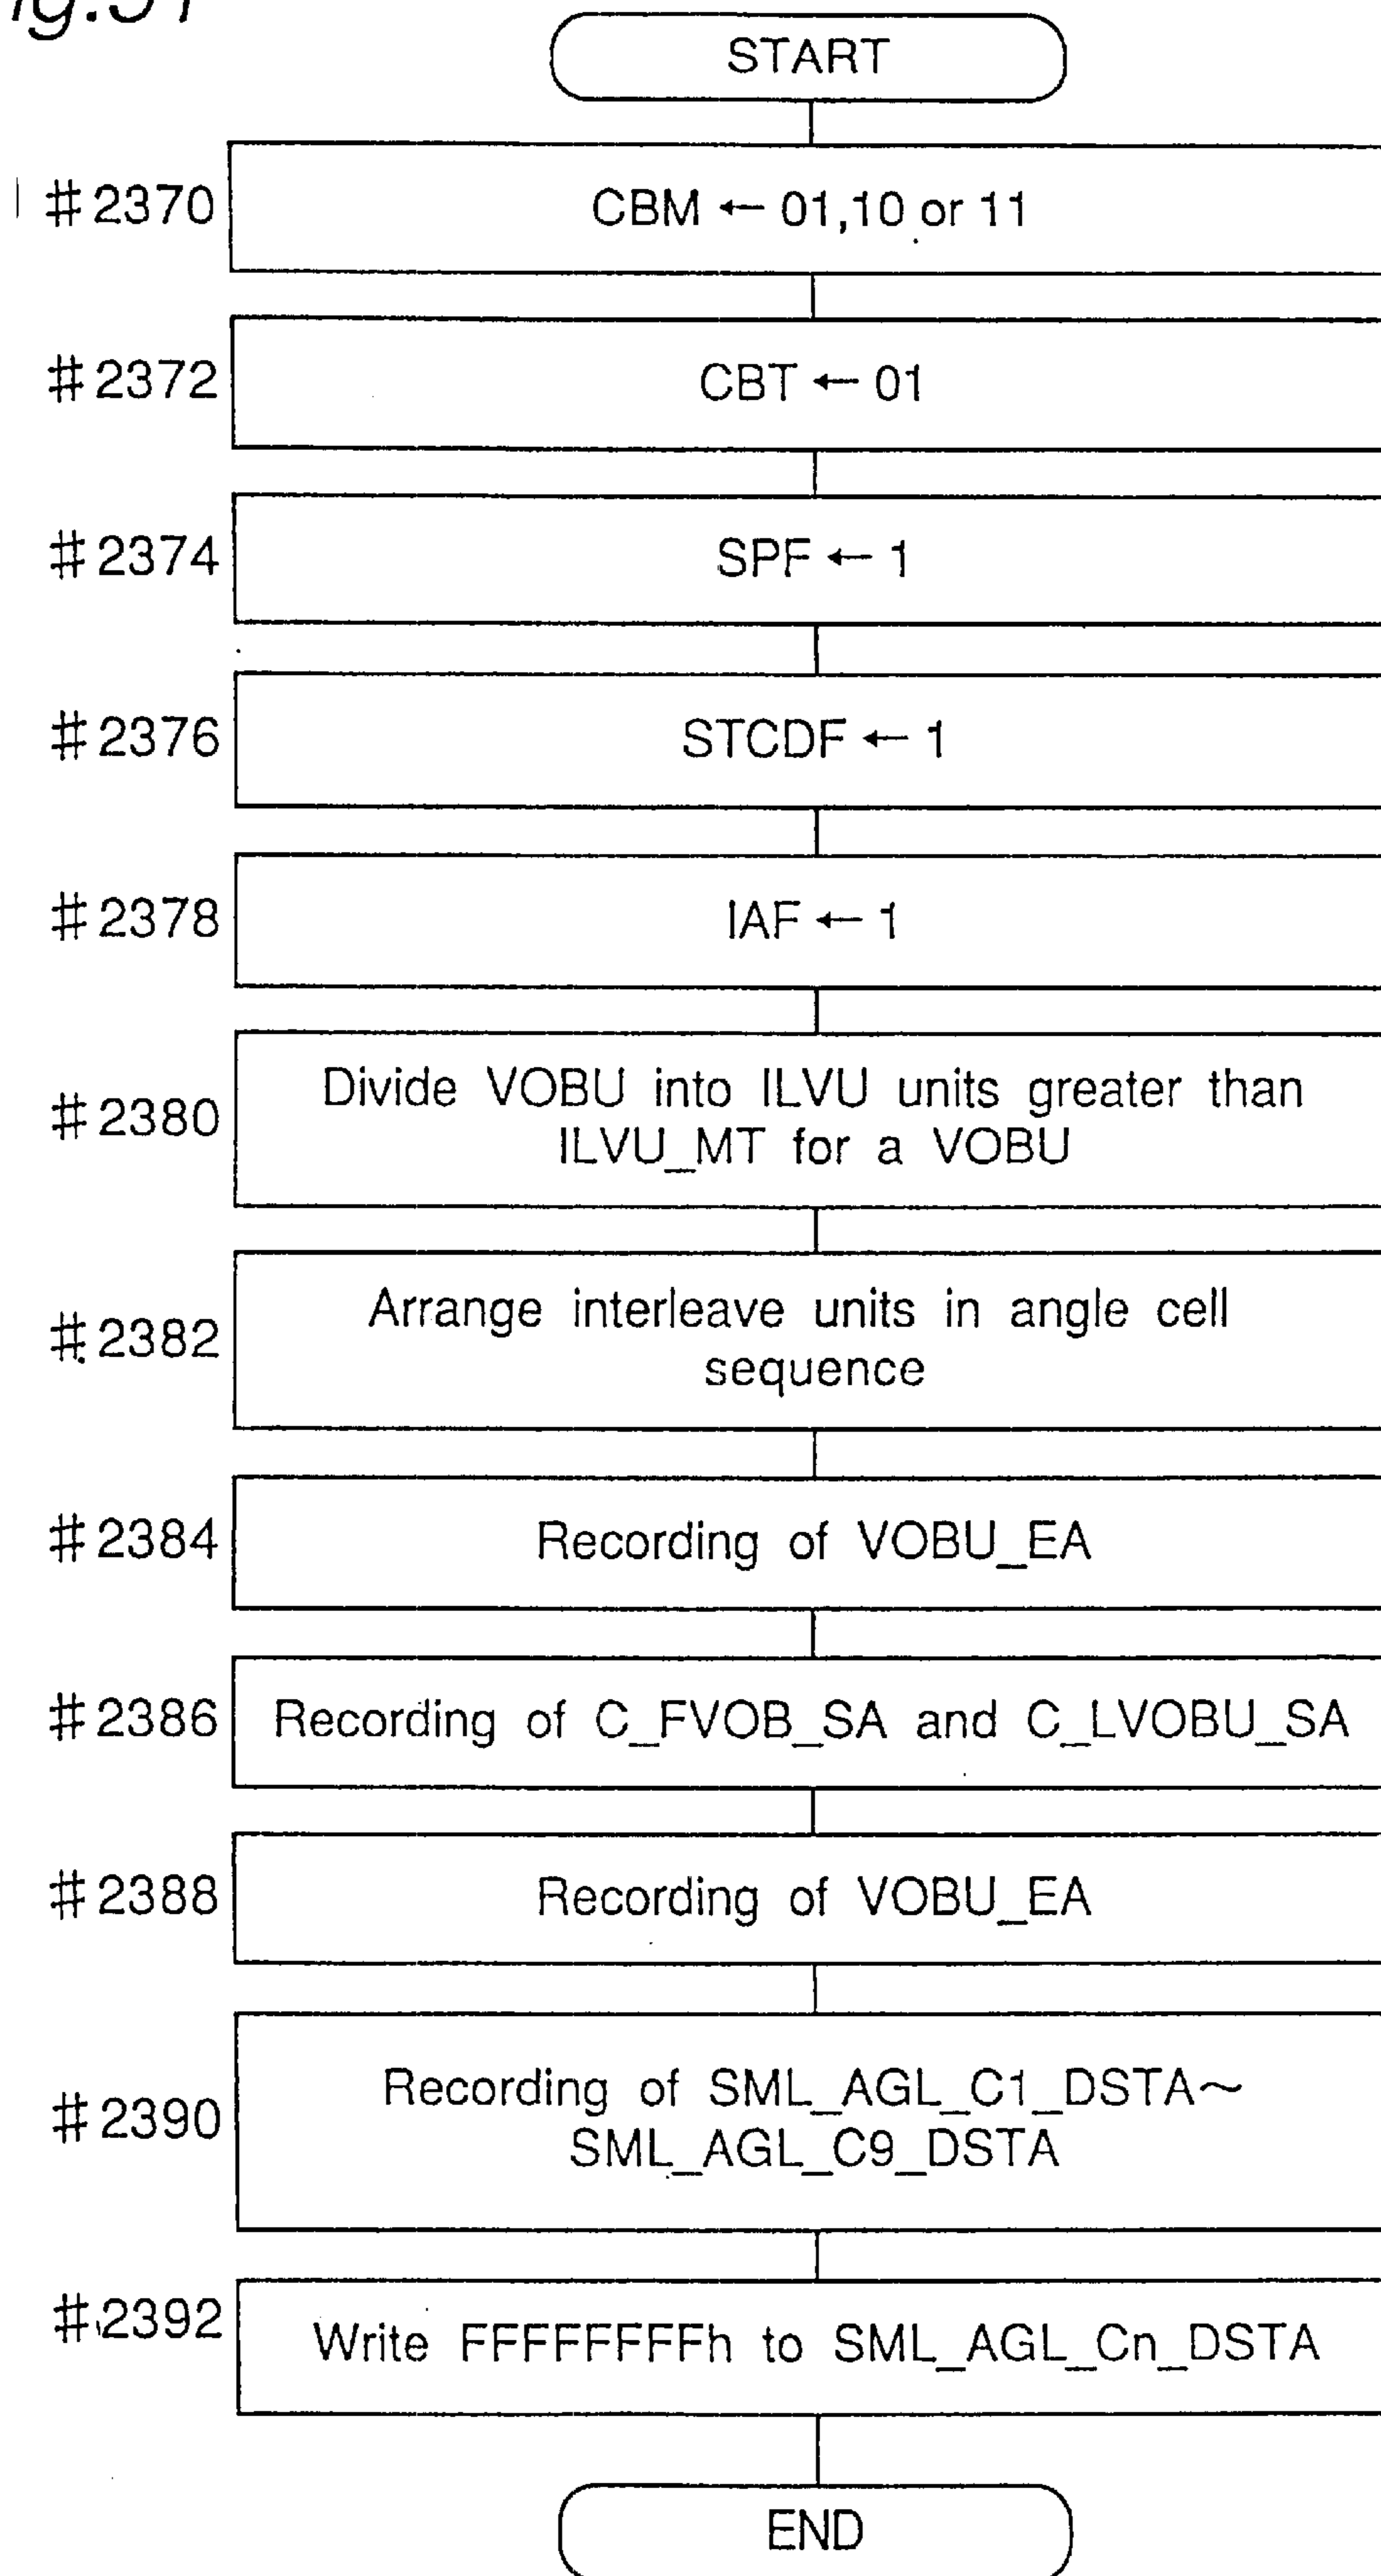 ig.51
START
#2370 CBM ← 01,10 or 11
#2372 CBT ← 01
#2374 SPF ← 1
#2376 STCDF ← 1
#2378 IAF ← 1
#2380 Divide VOBU into ILVU units greater than
ILVU_MT for a VOBU
#2382 Arrange interleave units in angle cell
sequence
#2384 Recording of VOBU_EA
#2386 Recording of C_FVOB_SA and C_LVOBU_SA
#2388 Recording of VOBU_EA
#2390 Recording of SML_AGL_C1_DSTA~
SML_AGL_C9_DSTA
#2392 Write FFFFFFFFh to SML_AGL_Cn_DSTA
END